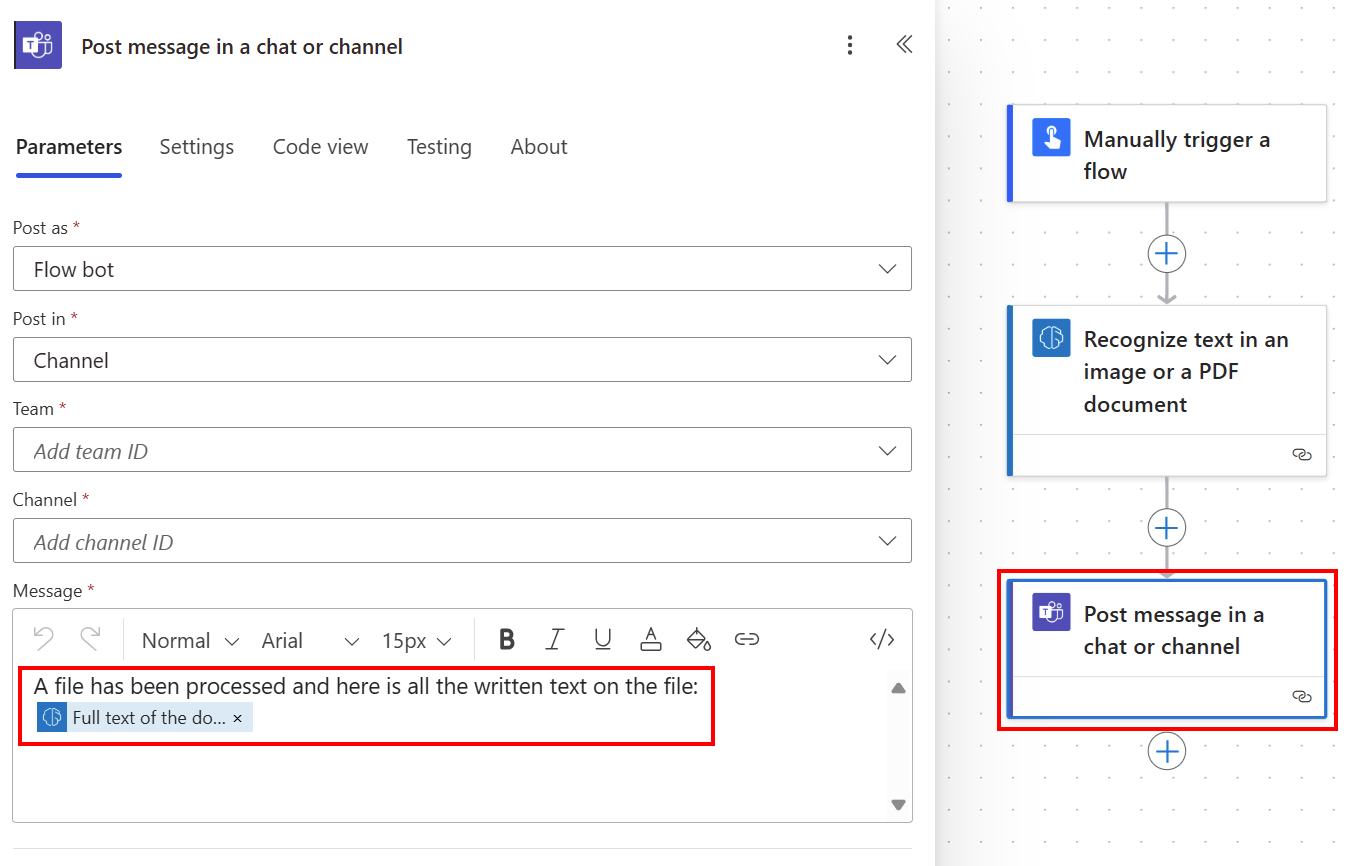 Post message in a chat or channel
Parameters Settings Code view Testing About
Post as *
Flow bot
Post in *
Channel
Team *
Add team ID
Channel *
Add channel ID
Message *
Normal Arial 15px B I U A </>
A file has been processed and here is all the written text on the file:
Full text of the do... ×
Manually trigger a
flow
Recognize text in an
image or a PDF
document
Post message in a
chat or channel